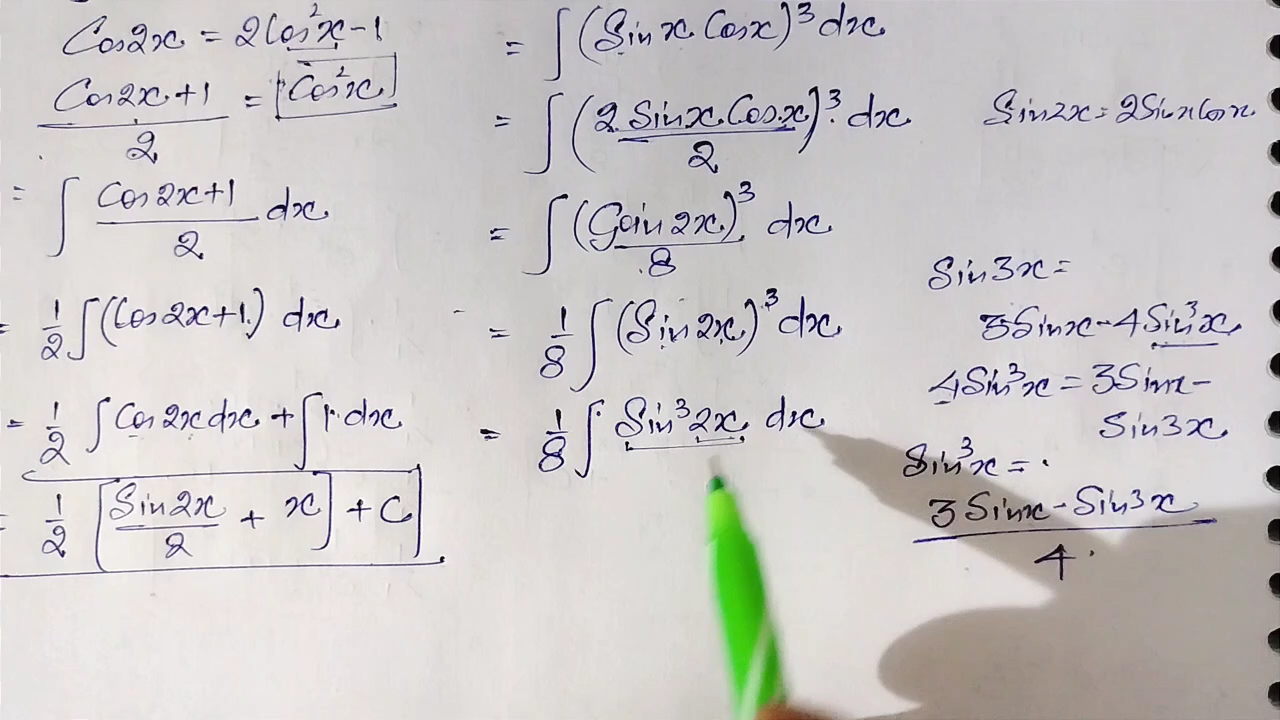 Cos2x = 2Cos²x-1
Cos2x+1 / 2 = Cos²x
= ∫ Cos2x+1 / 2 dx
= 1/2 ∫(Cos2x+1) dx
= 1/2 ∫Cos2x dx + ∫1·dx
= 1/2 [Sin2x / 2 + x] + C
= ∫(Sinx Cosx)³ dx
= ∫(2 Sinx.Cosx / 2)³ dx
= ∫(Sin2x)³ / 8 dx
= 1/8 ∫(Sin2x)³ dx
= 1/8 ∫ Sin³2x dx
Sin2x = 2SinxCosx
Sin3x =
3Sinx-4Sin³x
4Sin³x = 3Sinx-
Sin3x
Sin³x =
3Sinx-Sin3x / 4